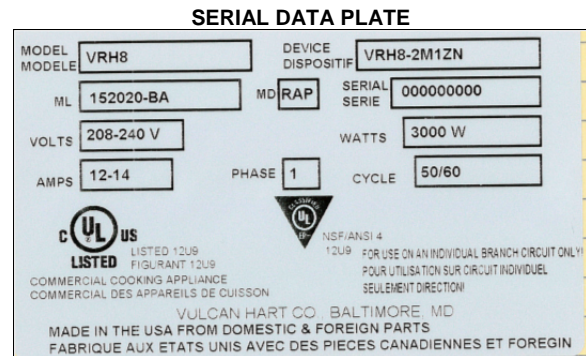 SERIAL DATA PLATE
MODEL MODELE VRH8 DEVICE DISPOSITIF VRH8-2M1ZN
ML 152020-BA MD RAP SERIAL SERIE 000000000
VOLTS 208-240 V WATTS 3000 W
AMPS 12-14 PHASE 1 CYCLE 50/60
CLASSIFIED
UL
C UL ® US
LISTED
LISTED 12U9
FIGURANT 12U9
NSF/ANSI 4
12U9
FOR USE ON AN INDIVIDUAL BRANCH CIRCUIT ONLY!
POUR UTILISATION SUR CIRCUIT INDIVIDUEL
SEULEMENT DIRECTION!
COMMERCIAL COOKING APPLIANCE
COMMERCIAL DES APPAREILS DE CUISSON
VULCAN HART CO., BALTIMORE, MD
MADE IN THE USA FROM DOMESTIC & FOREIGN PARTS
FABRIQUE AUX ETATS UNIS AVEC DES PIECES CANADIENNES ET FOREGIN